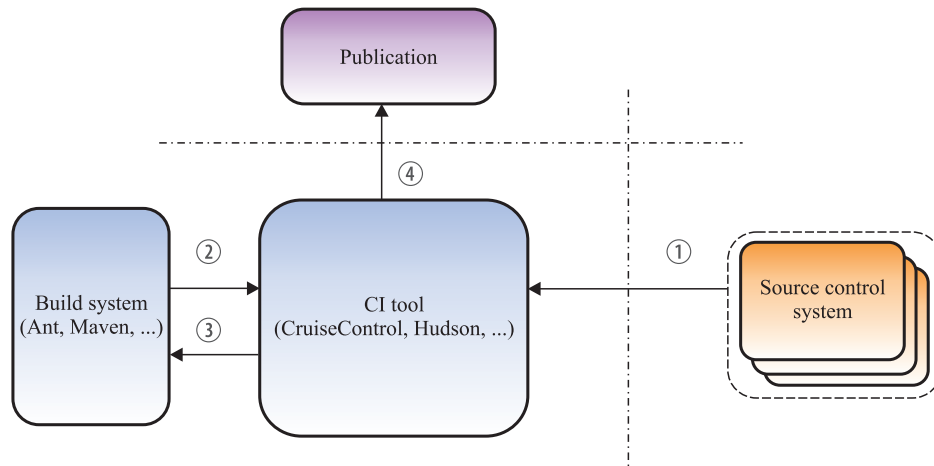 Publication
④
②
①
Build system
(Ant, Maven, ...)
③
CI tool
(CruiseControl, Hudson, ...)
Source control
system